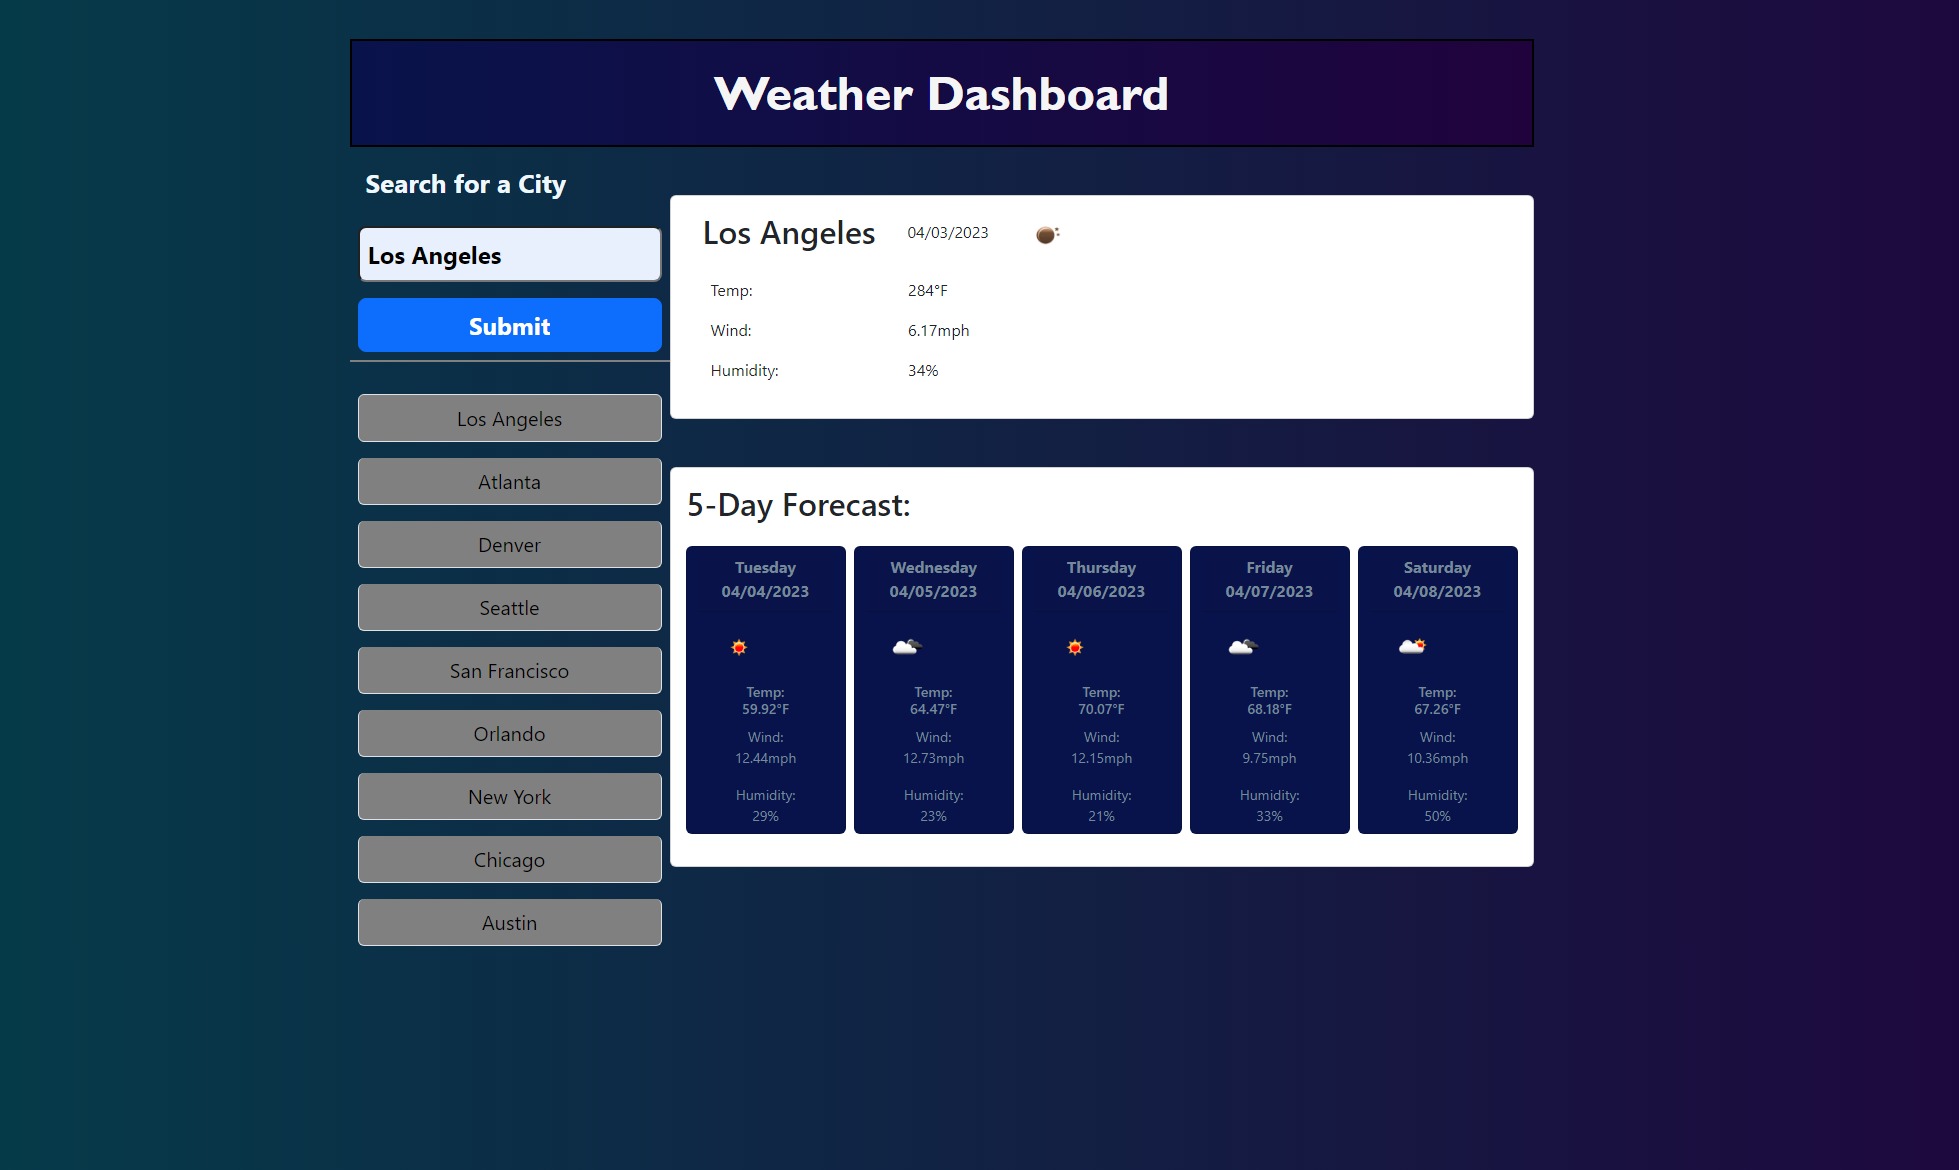 Weather Dashboard
Search for a City
Los Angeles
Submit
Los Angeles
Atlanta
Denver
Seattle
San Francisco
Orlando
New York
Chicago
Austin
Los Angeles 04/03/2023
Temp: 284°F
Wind: 6.17mph
Humidity: 34%
5-Day Forecast:
Tuesday
04/04/2023
Temp:
59.92°F
Wind:
12.44mph
Humidity:
29%
Wednesday
04/05/2023
Temp:
64.47°F
Wind:
12.73mph
Humidity:
23%
Thursday
04/06/2023
Temp:
70.07°F
Wind:
12.15mph
Humidity:
21%
Friday
04/07/2023
Temp:
68.18°F
Wind:
9.75mph
Humidity:
33%
Saturday
04/08/2023
Temp:
67.26°F
Wind:
10.36mph
Humidity:
50%